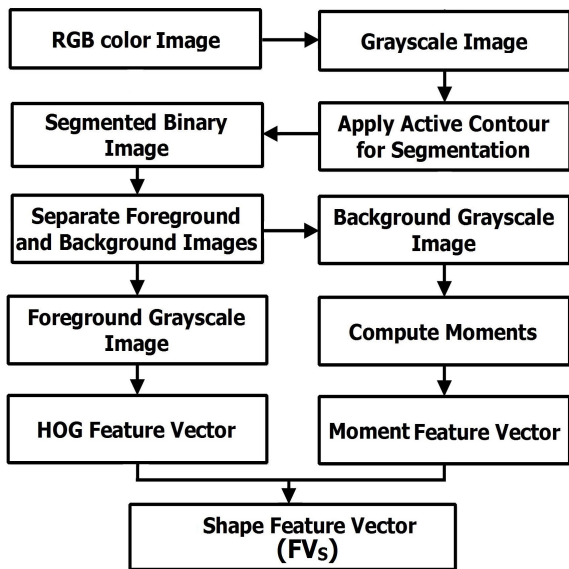 RGB color Image
Grayscale Image
Segmented Binary
Image
Apply Active Contour
for Segmentation
Separate Foreground
and Background Images
Background Grayscale
Image
Foreground Grayscale
Image
Compute Moments
HOG Feature Vector
Moment Feature Vector
Shape Feature Vector
(FVS)